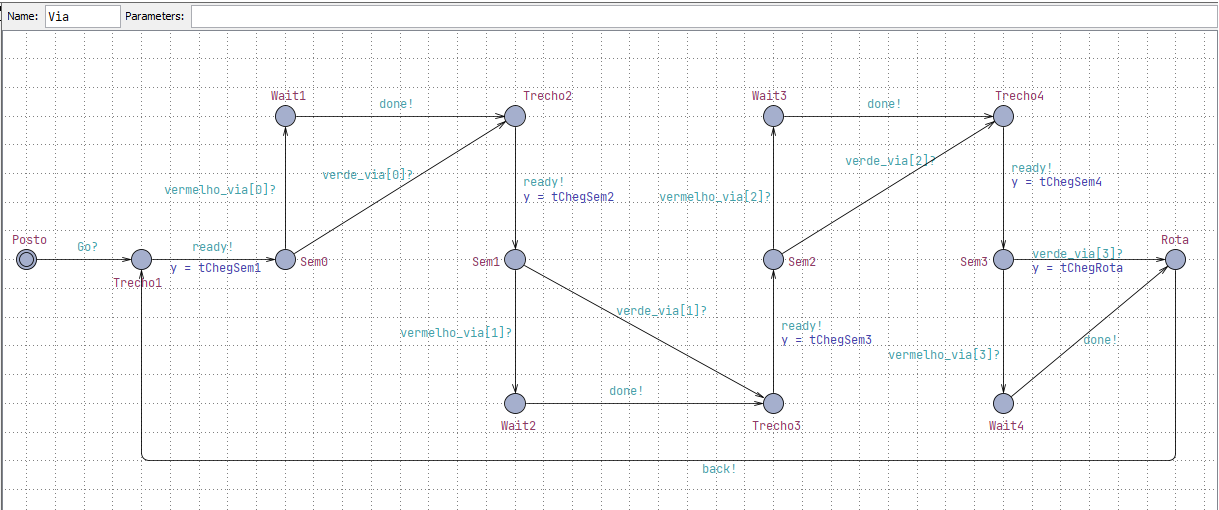 Name: Via Parameters:
Wait1
done!
Trecho2
Wait3
done!
Trecho4
vermelho_via[0]?
verde_via[0]?
ready!
y = tChegSem2
vermelho_via[2]?
verde_via[2]?
ready!
y = tChegSem4
Posto
Go?
Trecho1
ready!
y = tChegSem1
Sem0
Sem1
Sem2
Sem3
verde_via[3]?
y = tChegRota
Rota
vermelho_via[1]?
verde_via[1]?
ready!
y = tChegSem3
vermelho_via[3]?
done!
done!
Wait2
Trecho3
Wait4
back!